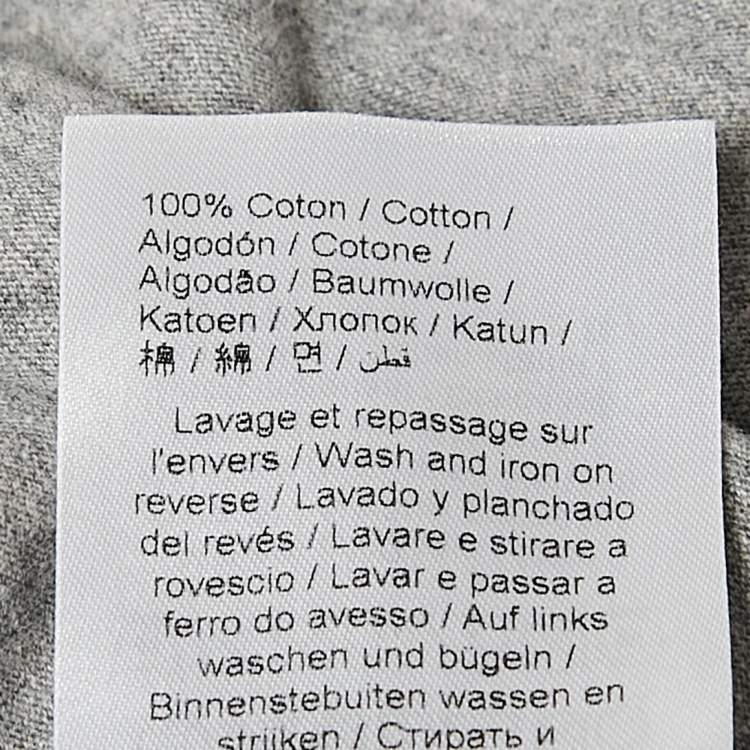 100% Coton / Cotton /
Algodón / Cotone /
Algodão / Baumwolle /
Katoen / Хлопок / Katun /
棉 / 綿 / 면 / قطن
Lavage et repassage sur
l'envers / Wash and iron on
reverse / Lavado y planchado
del revés / Lavare e stirare a
rovescio / Lavar e passar a
ferro do avesso / Auf links
waschen und bügeln /
Binnenstebuiten wassen en
strijken / Стирать и